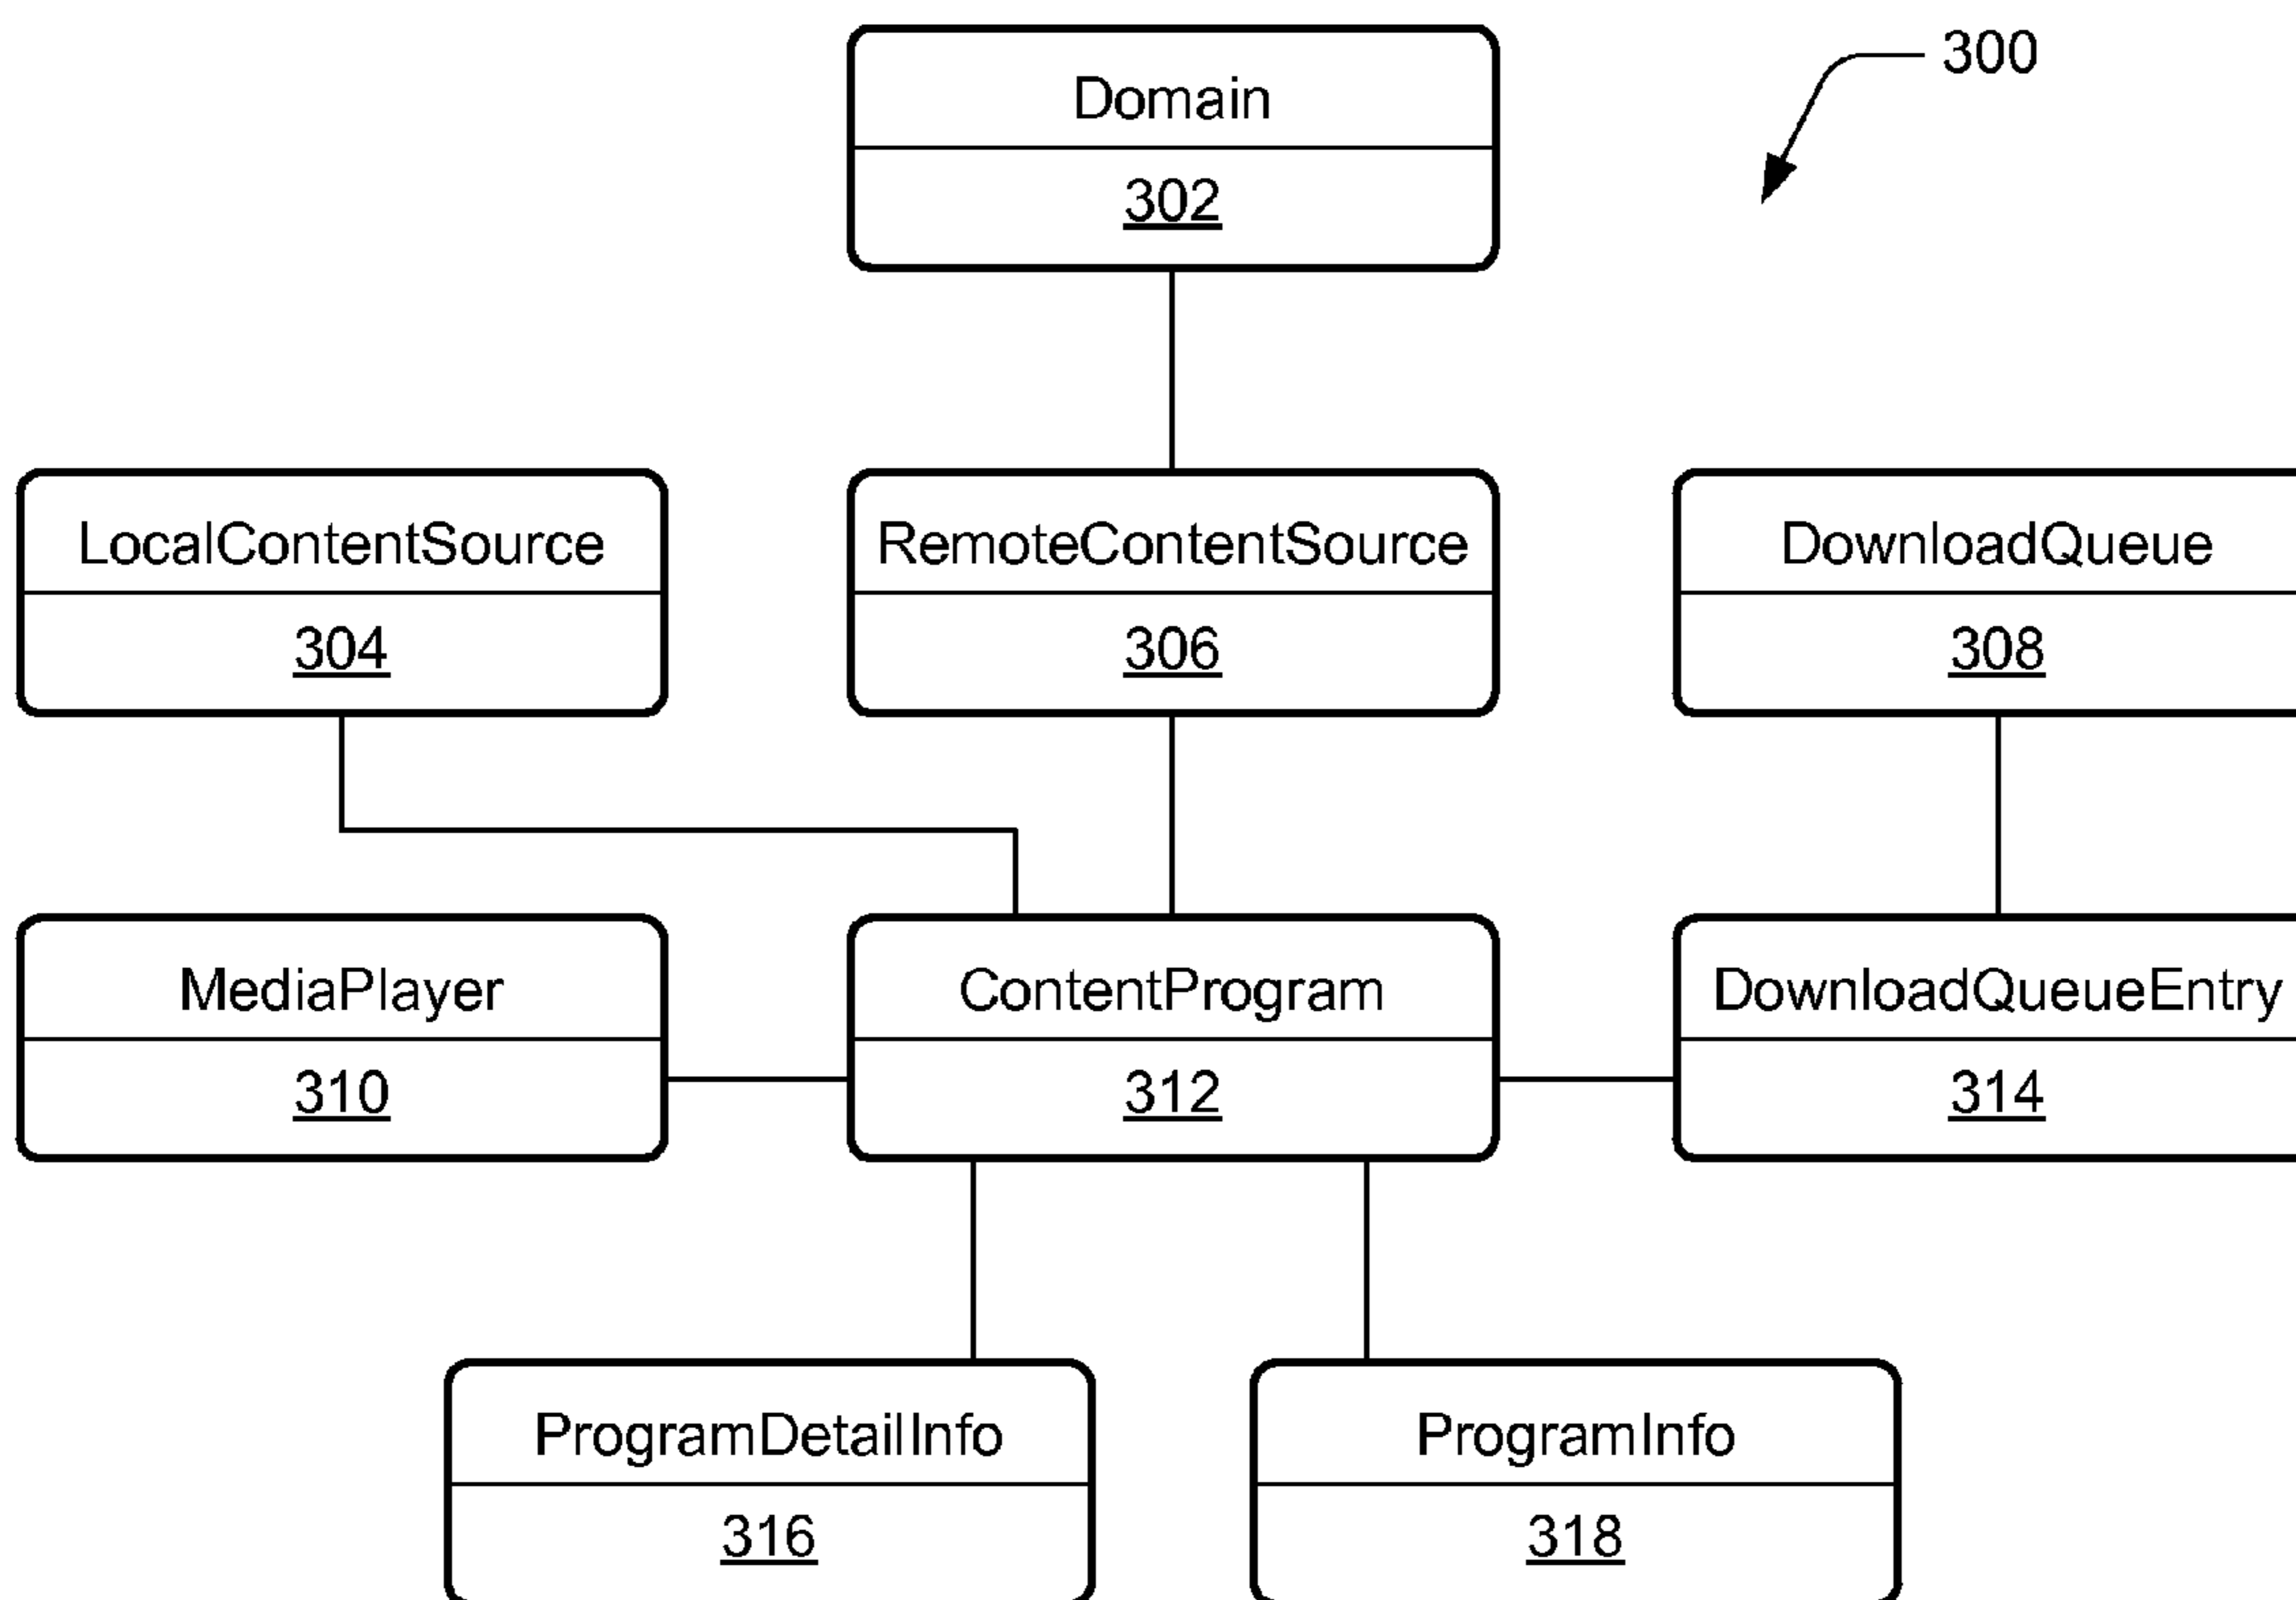 300
Domain
302
LocalContentSource
304
RemoteContentSource
306
DownloadQueue
308
MediaPlayer
310
ContentProgram
312
DownloadQueueEntry
314
ProgramDetailInfo
316
ProgramInfo
318